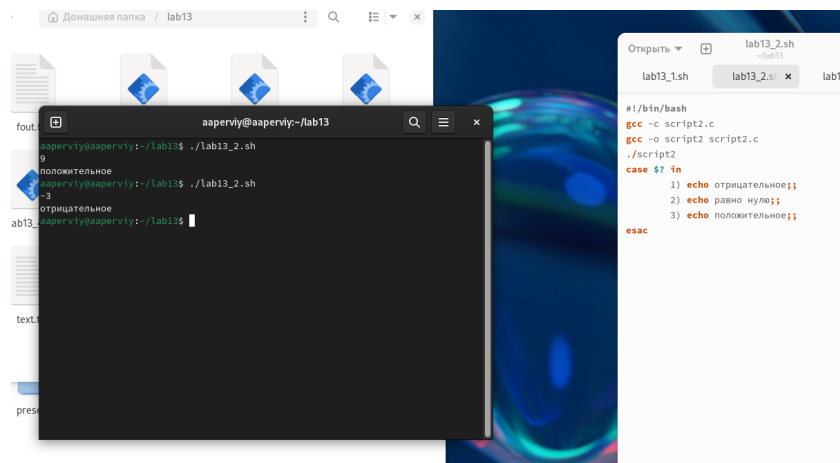 Домашняя папка / lab13
fout.t
ab13_
text.t
prese
aaperviy@aaperviy:~/lab13
aaperviy@aaperviy:~/lab13$ ./lab13_2.sh
9
положительное
aaperviy@aaperviy:~/lab13$ ./lab13_2.sh
-3
отрицательное
aaperviy@aaperviy:~/lab13$
Открыть
lab13_2.sh
~/lab13
lab13_1.sh
lab13_2.sh
lab1
#!/bin/bash
gcc -c script2.c
gcc -o script2 script2.c
./script2
case $? in
1) echo отрицательное;;
2) echo равно нулю;;
3) echo положительное;;
esac